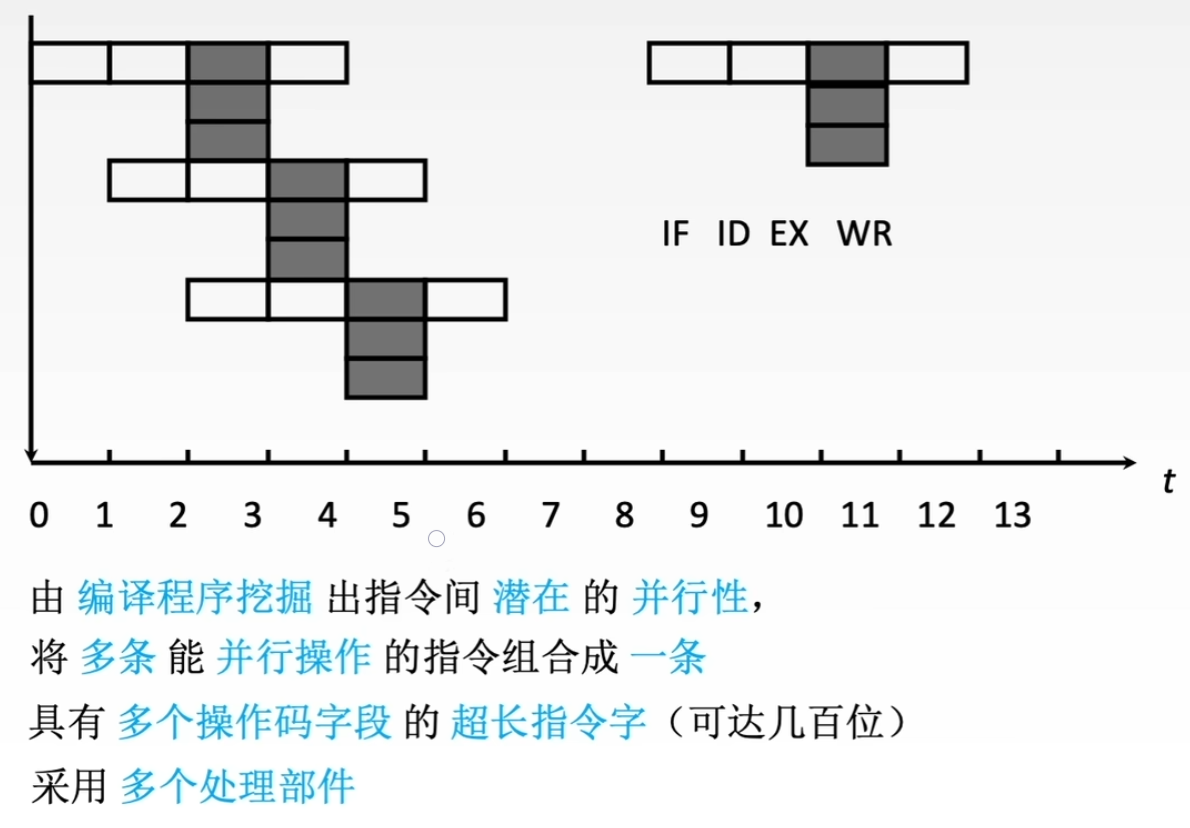 IF ID EX WR
t
0 1 2 3 4 5 6 7 8 9 10 11 12 13
由 编译程序挖掘 出指令间 潜在 的 并行性，
将 多条 能 并行操作 的指令组合成 一条
具有 多个操作码字段 的 超长指令字（可达几百位）
采用 多个处理部件